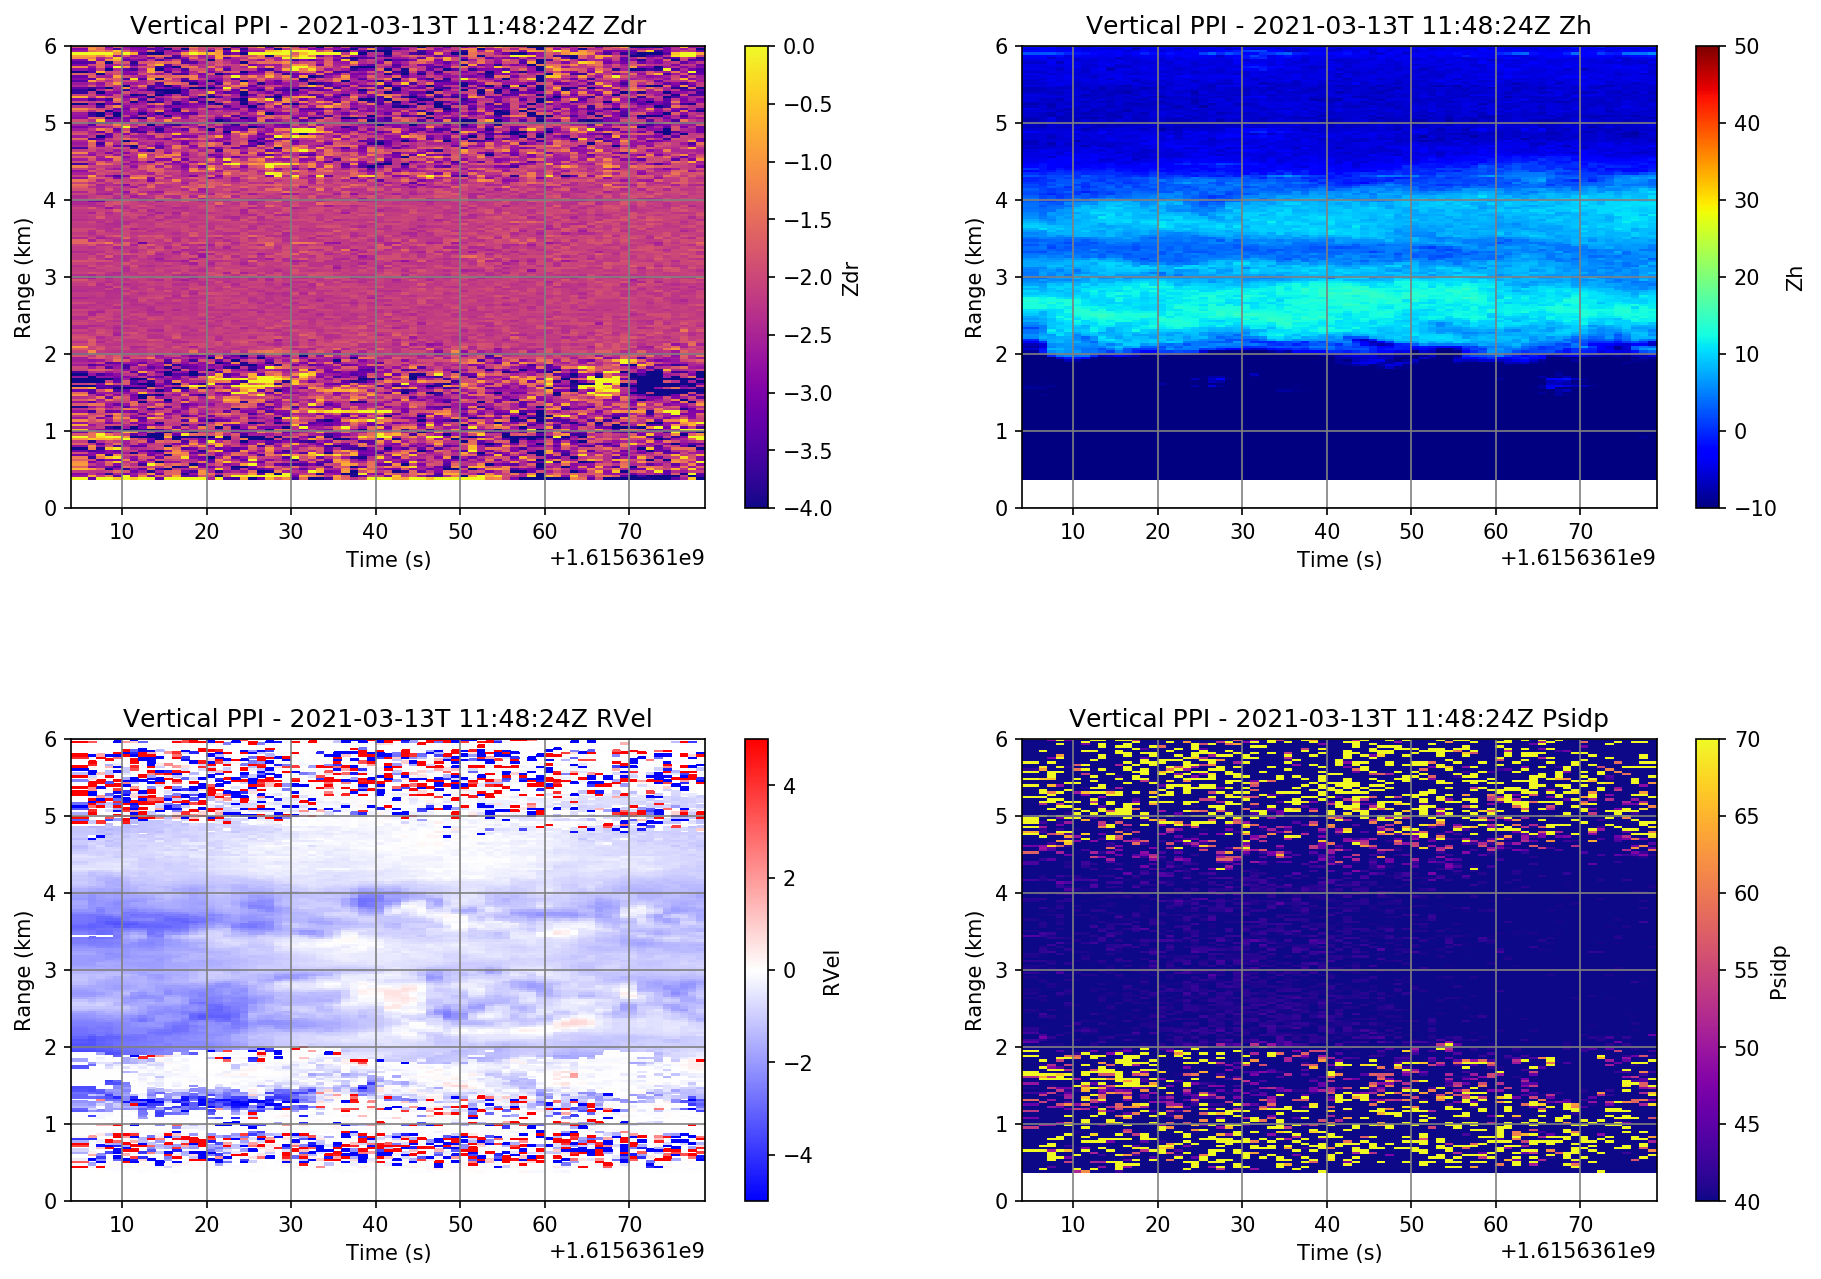 Vertical PPI - 2021-03-13T 11:48:24Z Zdr
6
5
4
3
2
1
0
Range (km)
10 20 30 40 50 60 70
Time (s)
+1.6156361e9
0.0
−0.5
−1.0
−1.5
−2.0
−2.5
−3.0
−3.5
−4.0
Zdr
Vertical PPI - 2021-03-13T 11:48:24Z Zh
6
5
4
3
2
1
0
Range (km)
10 20 30 40 50 60 70
Time (s)
+1.6156361e9
50
40
30
20
10
0
−10
Zh
Vertical PPI - 2021-03-13T 11:48:24Z RVel
6
5
4
3
2
1
0
Range (km)
10 20 30 40 50 60 70
Time (s)
+1.6156361e9
4
2
0
−2
−4
RVel
Vertical PPI - 2021-03-13T 11:48:24Z Psidp
6
5
4
3
2
1
0
Range (km)
10 20 30 40 50 60 70
Time (s)
+1.6156361e9
70
65
60
55
50
45
40
Psidp